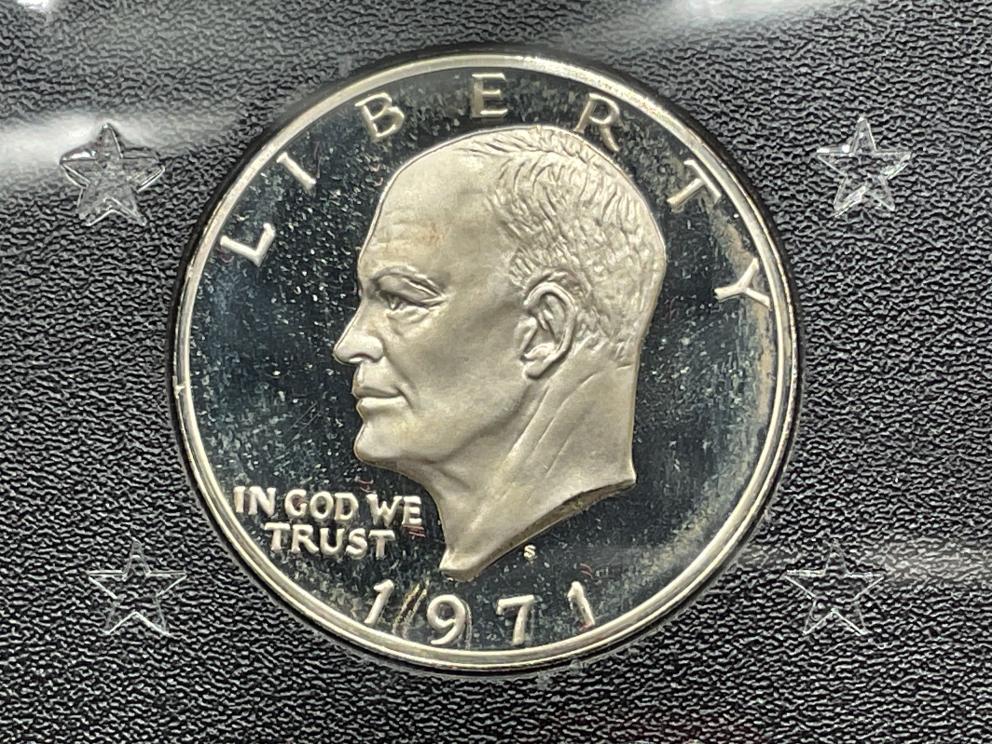 LIBERTY
IN GOD WE
TRUST
S
1971